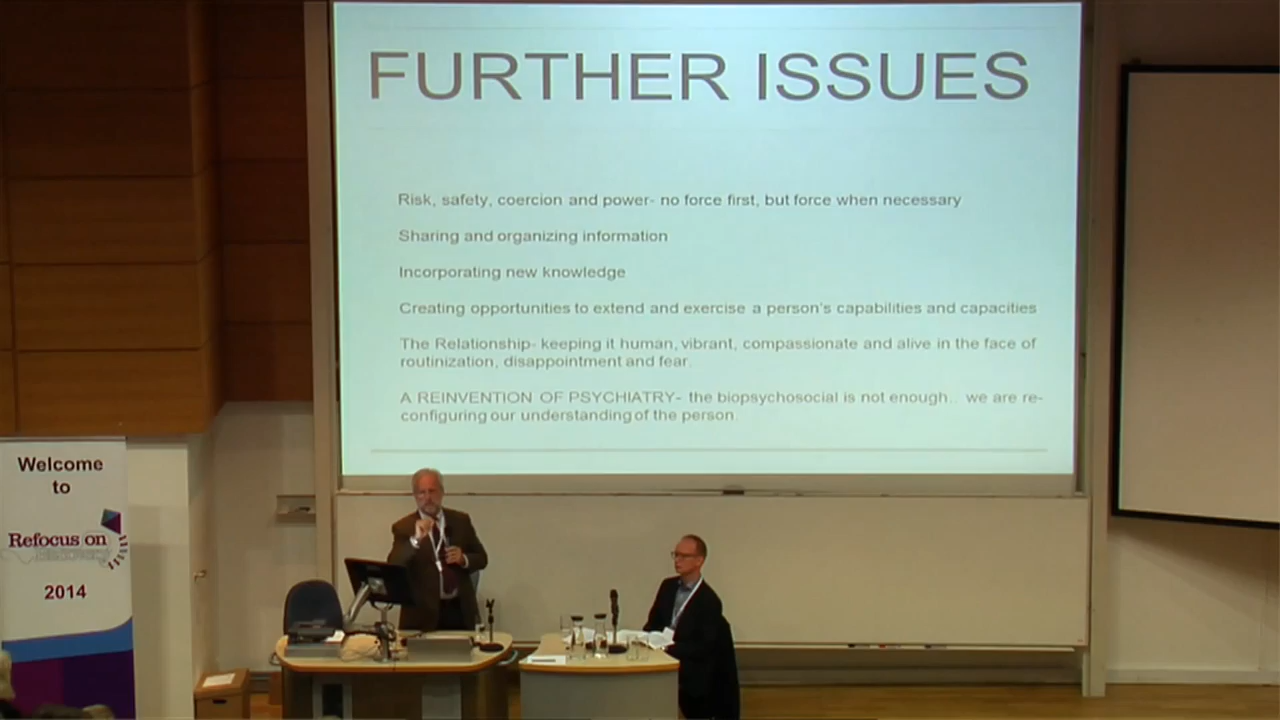 FURTHER ISSUES
Risk, safety, coercion and power- no force first, but force when necessary
Sharing and organizing information
Incorporating new knowledge
Creating opportunities to extend and exercise a person's capabilities and capacities
The Relationship- keeping it human, vibrant, compassionate and alive in the face of
routinization, disappointment and fear.
A REINVENTION OF PSYCHIATRY- the biopsychosocial is not enough.. we are re-
configuring our understanding of the person.
Welcome
to
Refocus on
2014